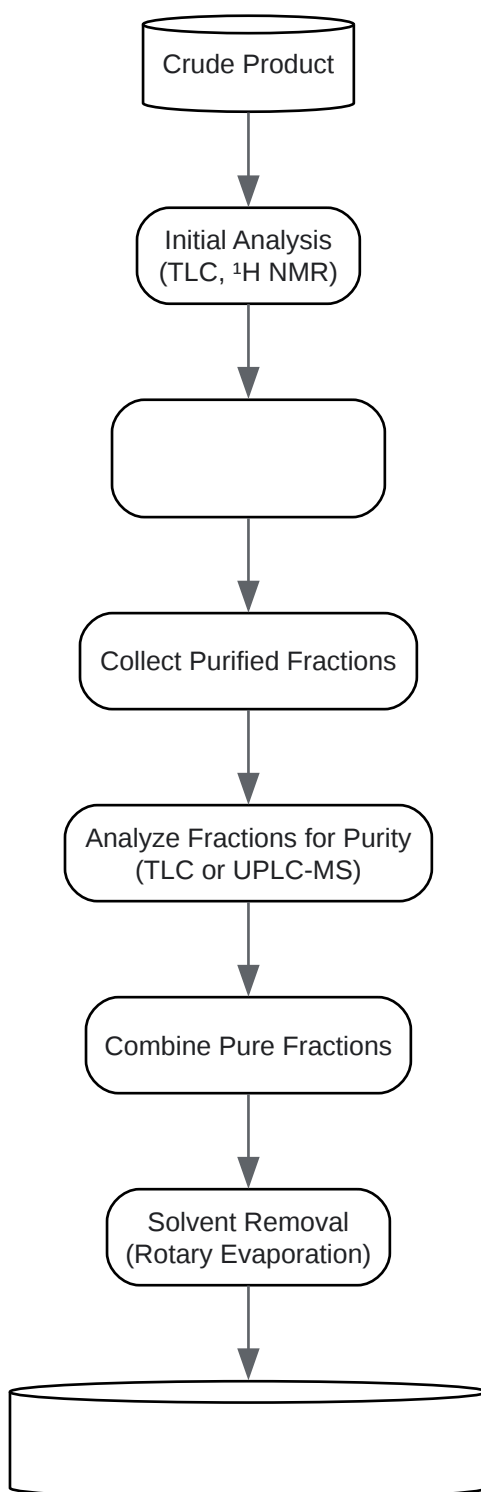 Crude Product
Initial Analysis
(TLC, ¹H NMR)
Collect Purified Fractions
Analyze Fractions for Purity
(TLC or UPLC-MS)
Combine Pure Fractions
Solvent Removal
(Rotary Evaporation)